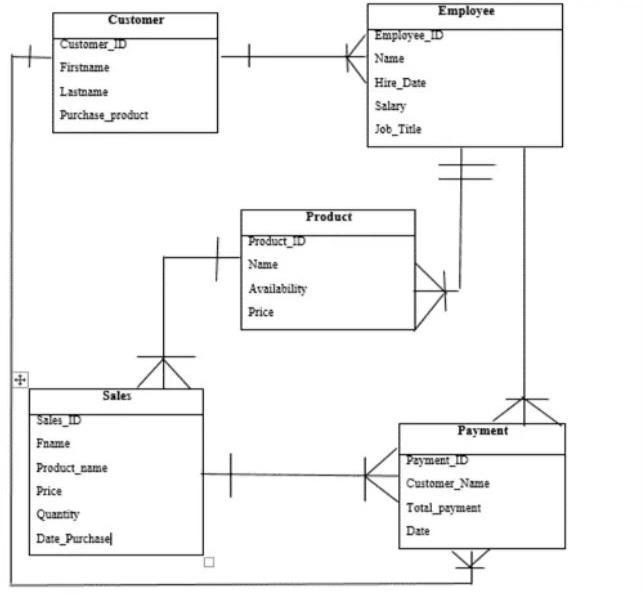 Customer
Customer_ID
Firstname
Lastname
Purchase_product
Employee
Employee_ID
Name
Hire_Date
Salary
Job_Title
Product
Product_ID
Name
Availability
Price
Sales
Sales_ID
Fname
Product_name
Price
Quantity
Date_Purchase
Payment
Payment_ID
Customer_Name
Total_payment
Date